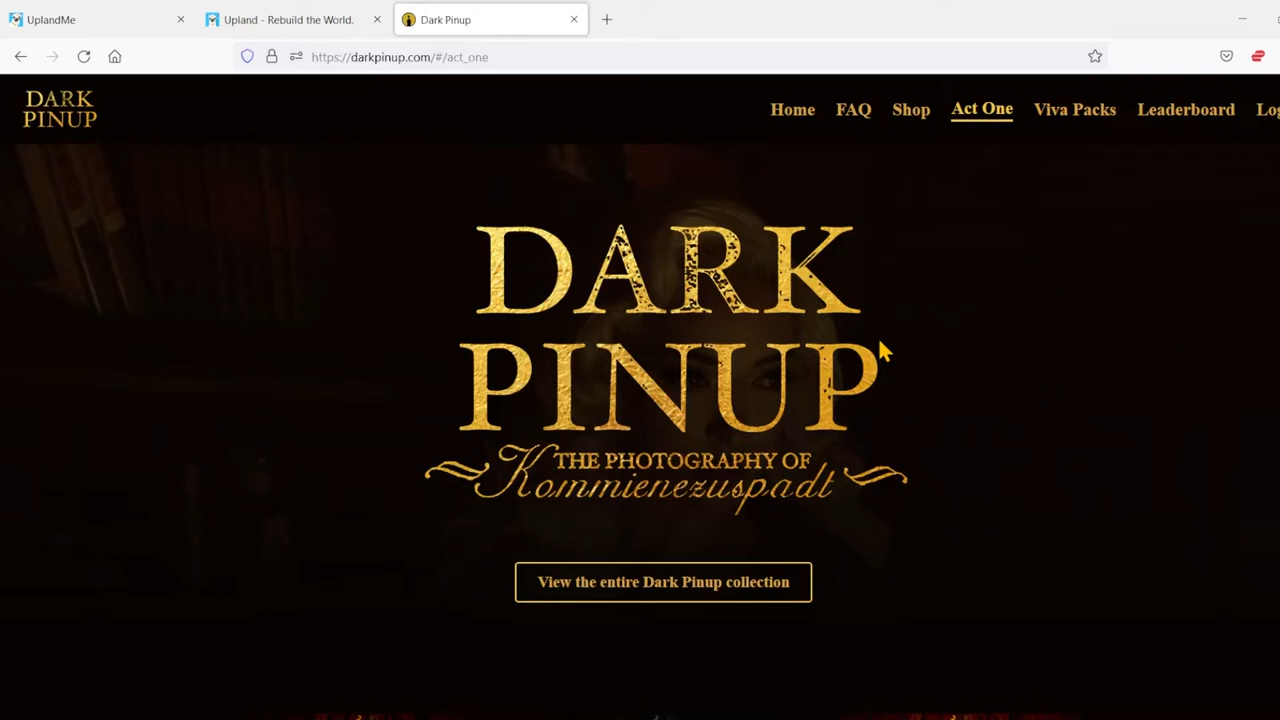 UplandMe
Upland - Rebuild the World.
Dark Pinup
https://darkpinup.com/#/act_one
DARK
PINUP
Home FAQ Shop Act One Viva Packs Leaderboard Log
DARK
PINUP
THE PHOTOGRAPHY OF
Kommienezuspadt
View the entire Dark Pinup collection